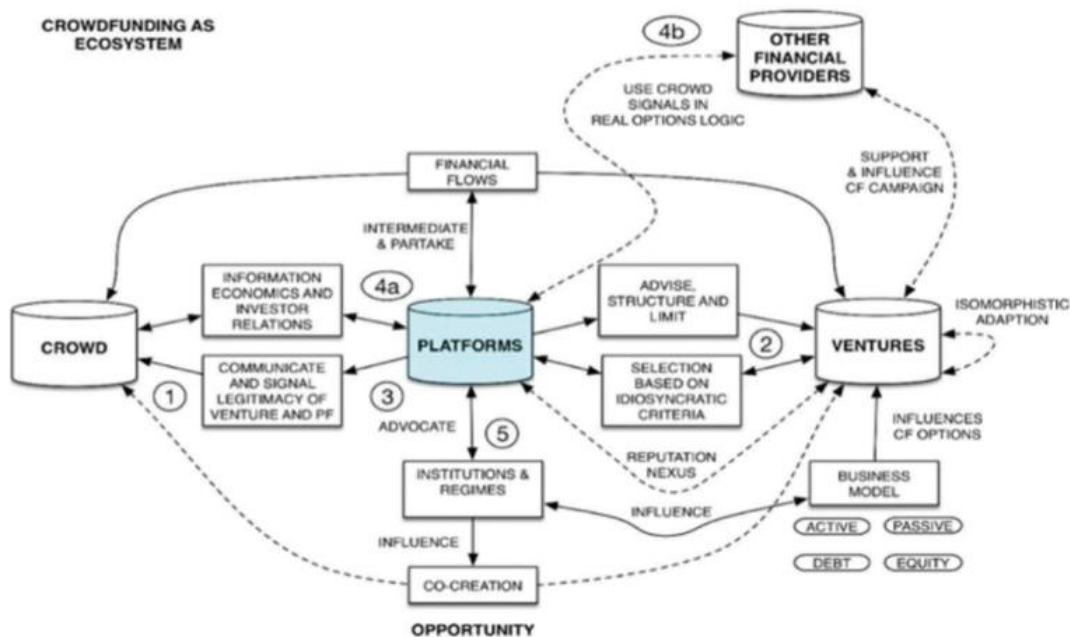 CROWDFUNDING AS
ECOSYSTEM
4b
OTHER
FINANCIAL
PROVIDERS
USE CROWD
SIGNALS IN
REAL OPTIONS LOGIC
SUPPORT
& INFLUENCE
CF CAMPAIGN
FINANCIAL
FLOWS
INTERMEDIATE
& PARTAKE
INFORMATION
ECONOMICS AND
INVESTOR
RELATIONS
4a
ADVISE,
STRUCTURE AND
LIMIT
ISOMORPHISTIC
ADAPTION
CROWD
PLATFORMS
VENTURES
1
COMMUNICATE
AND SIGNAL
LEGITIMACY OF
VENTURE AND PF
3
SELECTION
BASED ON
IDIOSYNCRATIC
CRITERIA
2
ADVOCATE
5
INFLUENCES
CF OPTIONS
REPUTATION
NEXUS
INSTITUTIONS &
REGIMES
BUSINESS
MODEL
INFLUENCE
ACTIVE
PASSIVE
DEBT
EQUITY
INFLUENCE
CO-CREATION
OPPORTUNITY